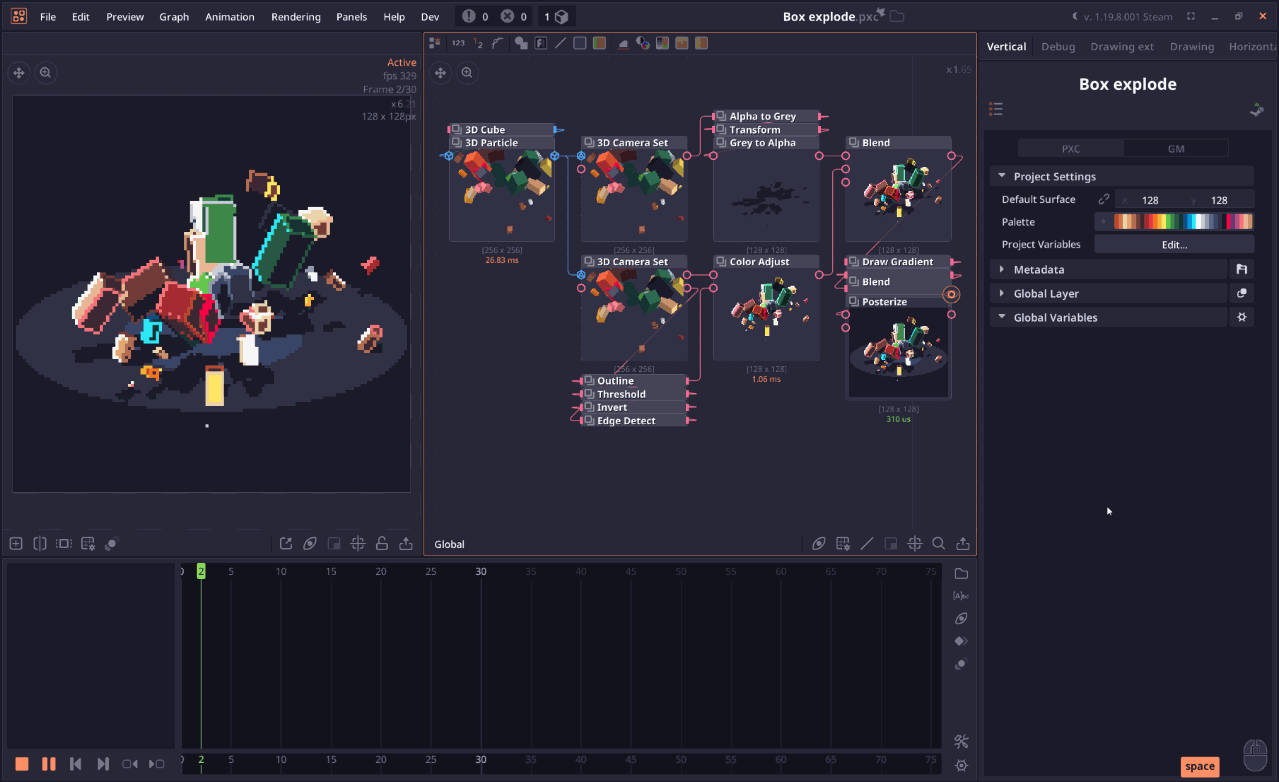 File Edit Preview Graph Animation Rendering Panels Help Dev 0 0 1 Box explode.pxc v. 1.19.8.001 Steam
Vertical Debug Drawing ext Drawing Horizonta
Active
fps 329
Frame 2/30
x 6.21
128 x 128px
x1.65
Box explode
PXC GM
Project Settings
Default Surface x 128 y 128
Palette
Project Variables Edit...
Metadata
Global Layer
Global Variables
3D Cube
3D Particle
[256 x 256]
26.83 ms
3D Camera Set
[256 x 256]
Alpha to Grey
Transform
Grey to Alpha
[128 x 128]
Blend
[128 x 128]
3D Camera Set
[256 x 256]
Outline
Threshold
Invert
Edge Detect
Color Adjust
[128 x 128]
1.06 ms
Draw Gradient
Blend
Posterize
[128 x 128]
310 us
Global
0 2 5 10 15 20 25 30 35 40 45 50 55 60 65 70 75
0 2 5 10 15 20 25 30 35 40 45 50 55 60 65 70 75
space